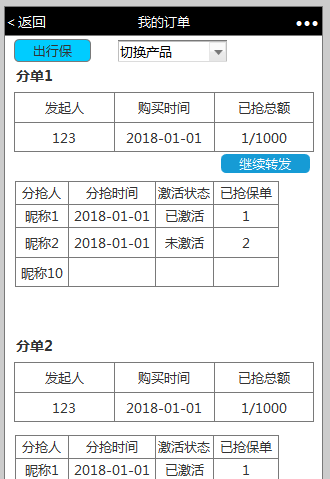 < 返回 我的订单 •••
出行保 切换产品
分单1
发起人 购买时间 已抢总额
123 2018-01-01 1/1000
继续转发
分抢人 分抢时间 激活状态 已抢保单
昵称1 2018-01-01 已激活 1
昵称2 2018-01-01 未激活 2
昵称10
分单2
发起人 购买时间 已抢总额
123 2018-01-01 1/1000
分抢人 分抢时间 激活状态 已抢保单
昵称1 2018-01-01 已激活 1